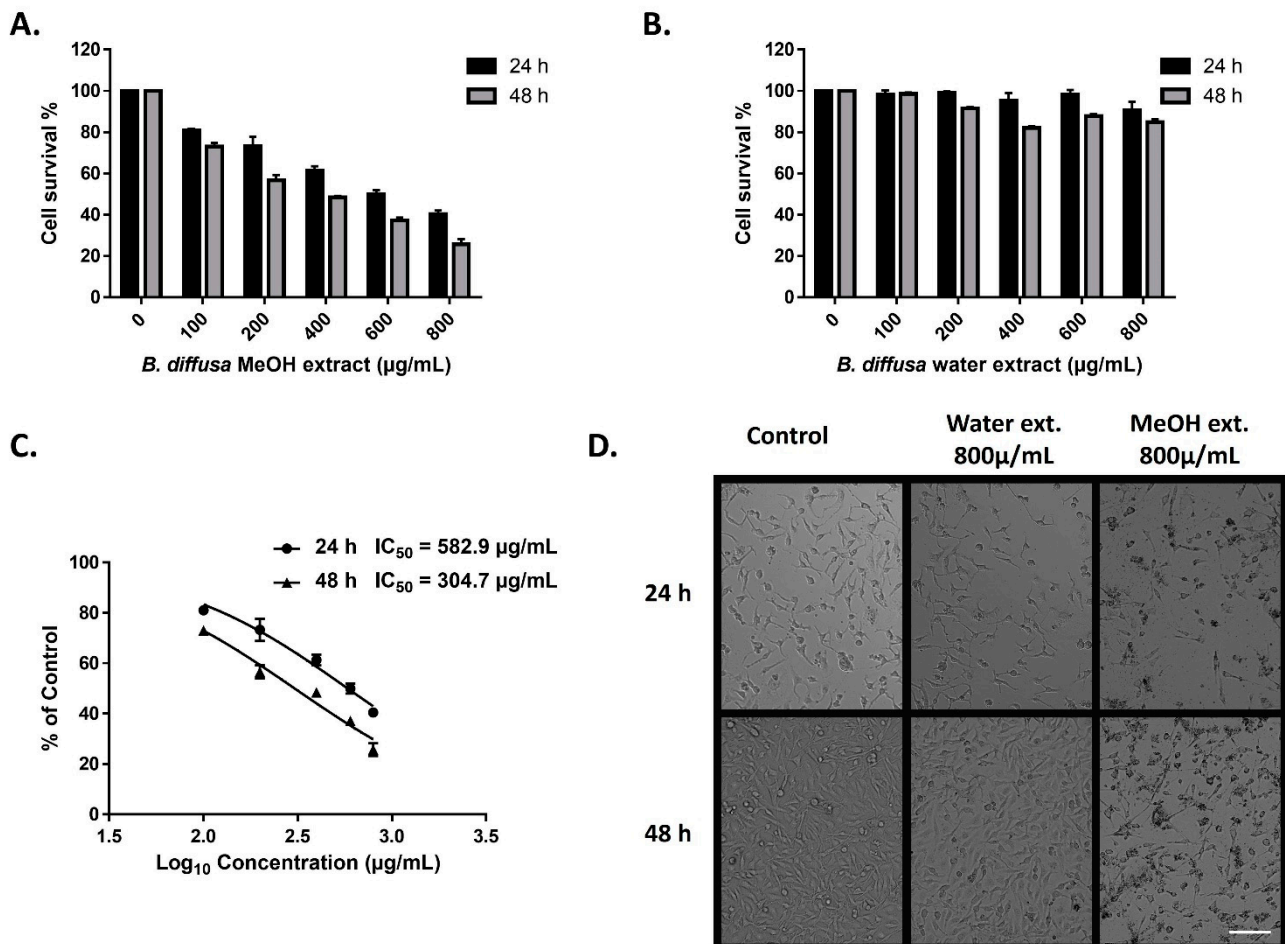 A.
120
100
80
60
40
20
0
Cell survival %
24 h
48 h
0
100
200
400
600
800
B. diffusa MeOH extract (µg/mL)
B.
120
100
80
60
40
20
0
Cell survival %
24 h
48 h
0
100
200
400
600
800
B. diffusa water extract (µg/mL)
C.
24 h IC50 = 582.9 µg/mL
48 h IC50 = 304.7 µg/mL
100
80
60
40
20
0
% of Control
1.5
2.0
2.5
3.0
3.5
Log10 Concentration (µg/mL)
D.
Control
Water ext.
800µ/mL
MeOH ext.
800µ/mL
24 h
48 h